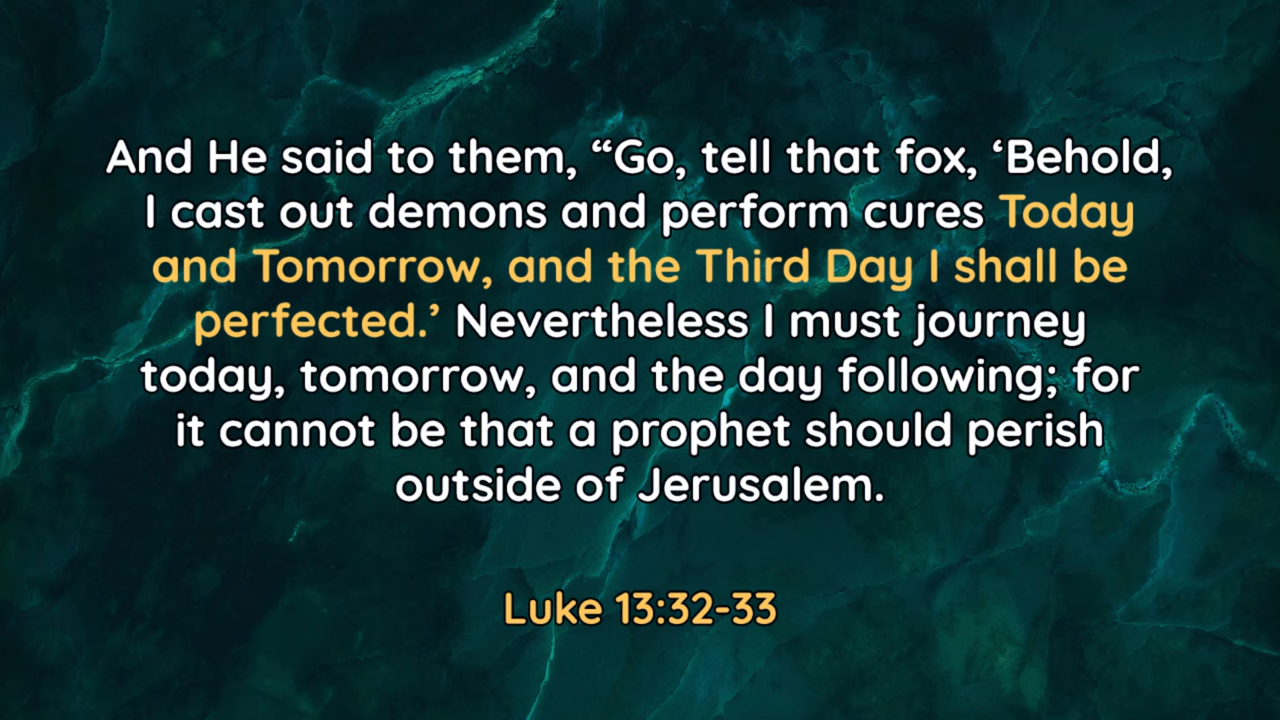 And He said to them, “Go, tell that fox, ‘Behold,
I cast out demons and perform cures Today
and Tomorrow, and the Third Day I shall be
perfected.’ Nevertheless I must journey
today, tomorrow, and the day following; for
it cannot be that a prophet should perish
outside of Jerusalem.
Luke 13:32-33